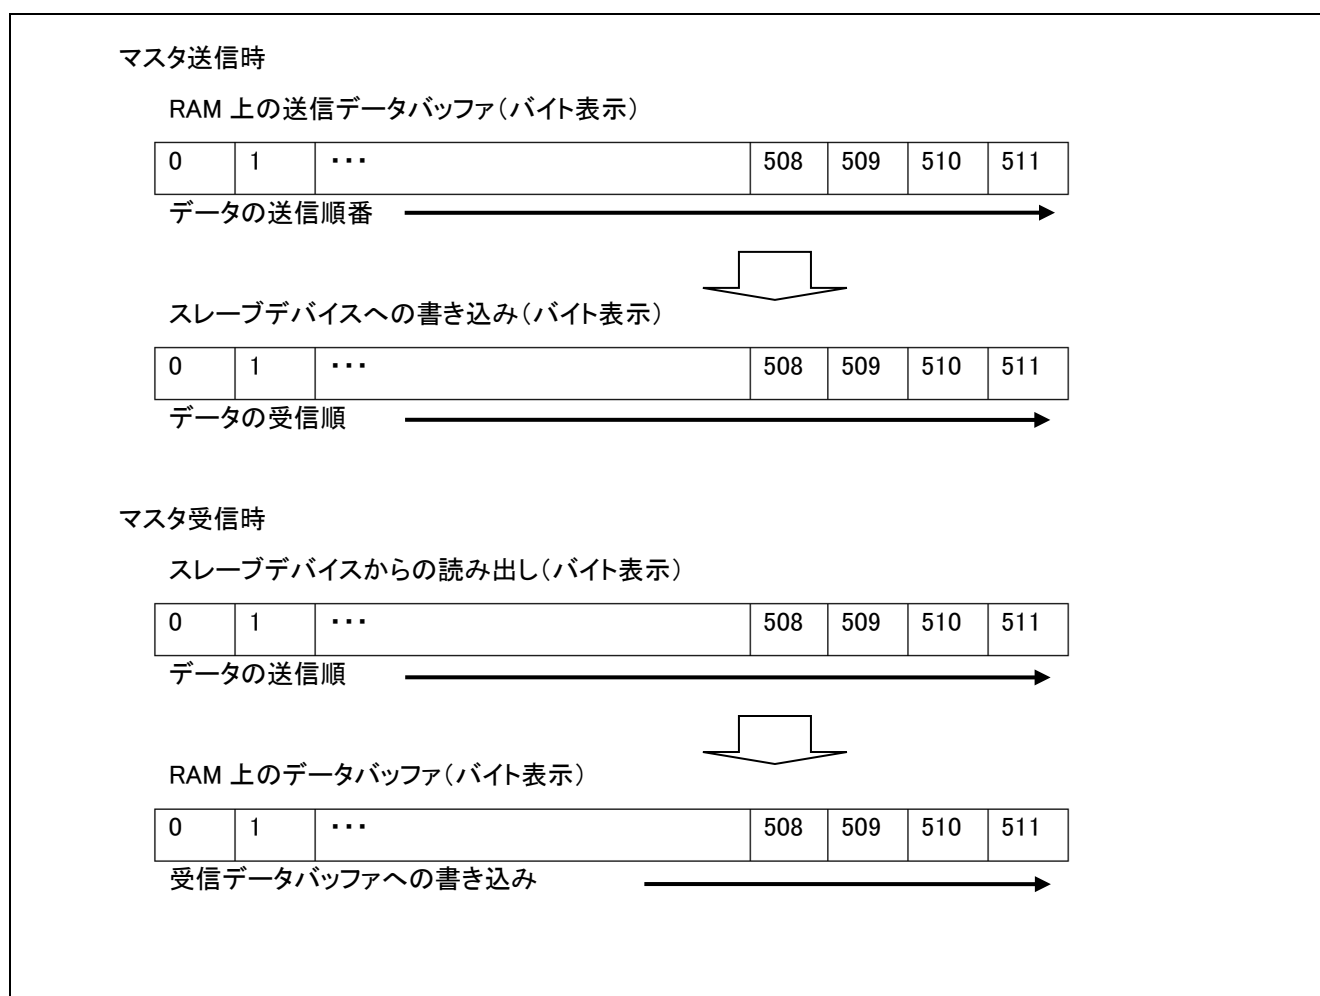 マスタ送信時
RAM 上の送信データバッファ（バイト表示）
0 1 ・・・ 508 509 510 511
データの送信順番
スレーブデバイスへの書き込み（バイト表示）
0 1 ・・・ 508 509 510 511
データの受信順
マスタ受信時
スレーブデバイスからの読み出し（バイト表示）
0 1 ・・・ 508 509 510 511
データの送信順
RAM 上のデータバッファ（バイト表示）
0 1 ・・・ 508 509 510 511
受信データバッファへの書き込み